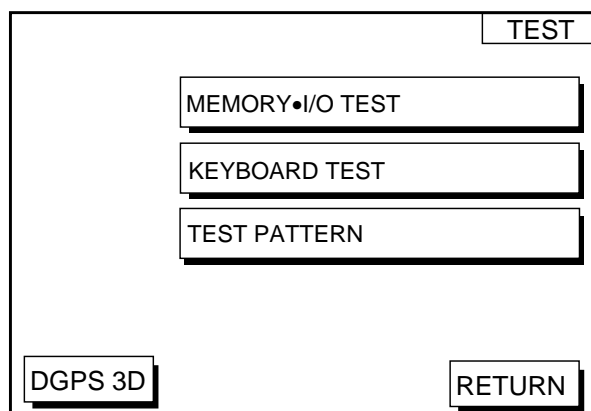 TEST
MEMORY•I/O TEST
KEYBOARD TEST
TEST PATTERN
DGPS 3D
RETURN